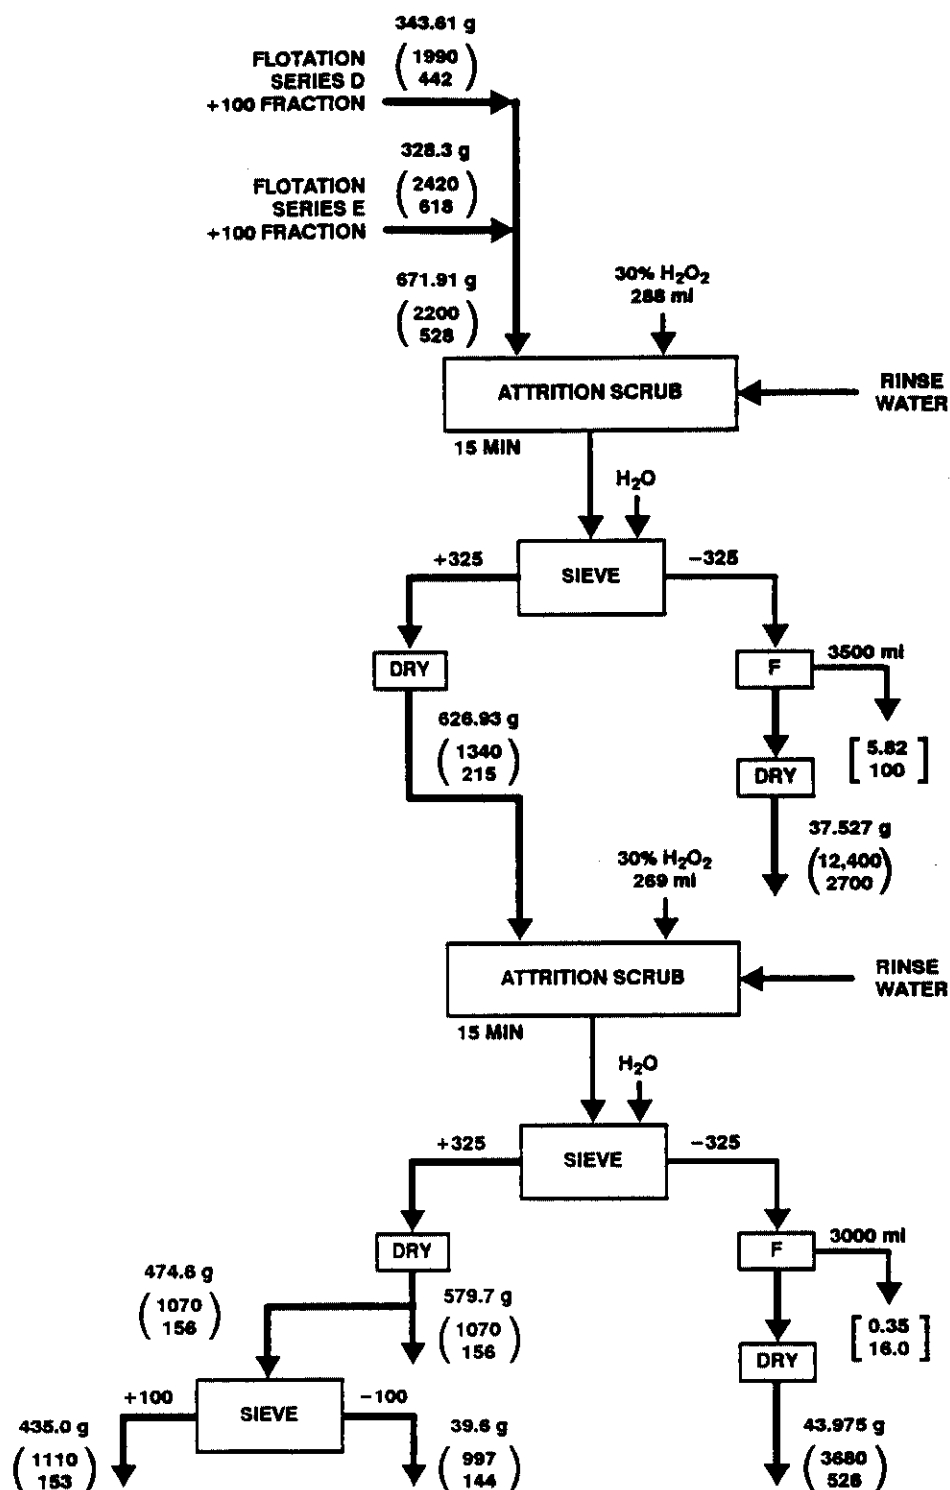 343.61 g
FLOTATION
SERIES D
+100 FRACTION
(1990
442)
328.3 g
FLOTATION
SERIES E
+100 FRACTION
(2420
618)
671.91 g
(2200
528)
30% H₂O₂
288 ml
ATTRITION SCRUB
RINSE
WATER
15 MIN
H₂O
+325
SIEVE
−325
DRY
F
3500 ml
626.93 g
(1340
215)
[5.82
100]
DRY
37.527 g
(12,400
2700)
30% H₂O₂
269 ml
ATTRITION SCRUB
RINSE
WATER
15 MIN
H₂O
+325
SIEVE
−325
DRY
F
3000 ml
474.6 g
(1070
156)
579.7 g
(1070
156)
[0.35
16.0]
DRY
+100
SIEVE
−100
435.0 g
(1110
153)
39.6 g
(997
144)
43.975 g
(3680
528)